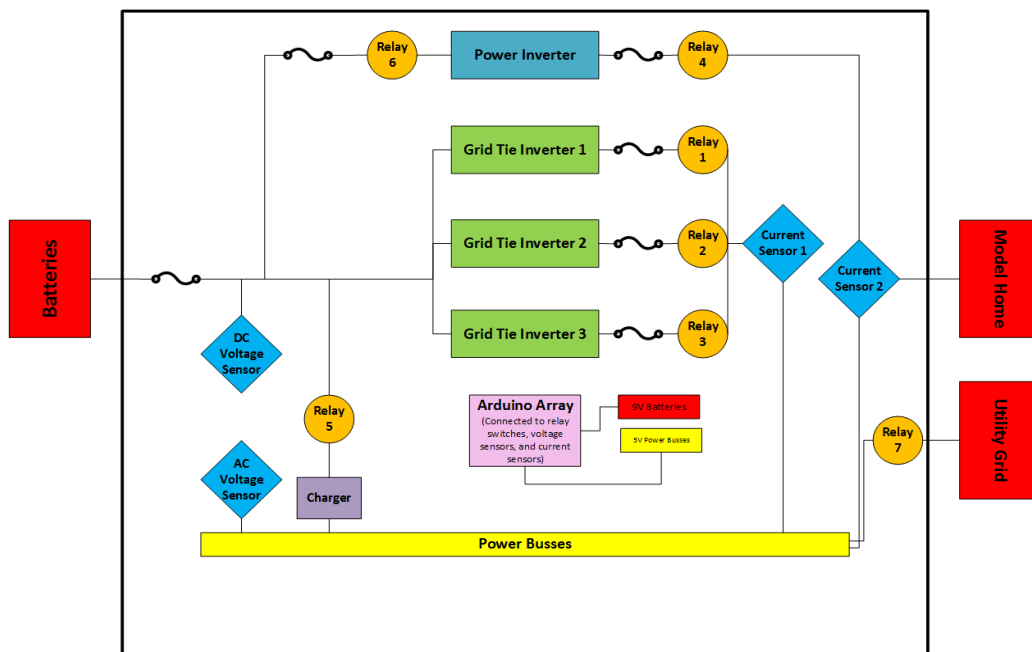 Relay
6
Power Inverter
Relay
4
Grid Tie Inverter 1
Relay
1
Batteries
Grid Tie Inverter 2
Relay
2
Current
Sensor 1
Current
Sensor 2
Model Home
Grid Tie Inverter 3
Relay
3
DC
Voltage
Sensor
Relay
5
Arduino Array
(Connected to relay
switches, voltage
sensors, and current
sensors)
9V Batteries
5V Power Busses
Relay
7
Utility Grid
AC
Voltage
Sensor
Charger
Power Busses